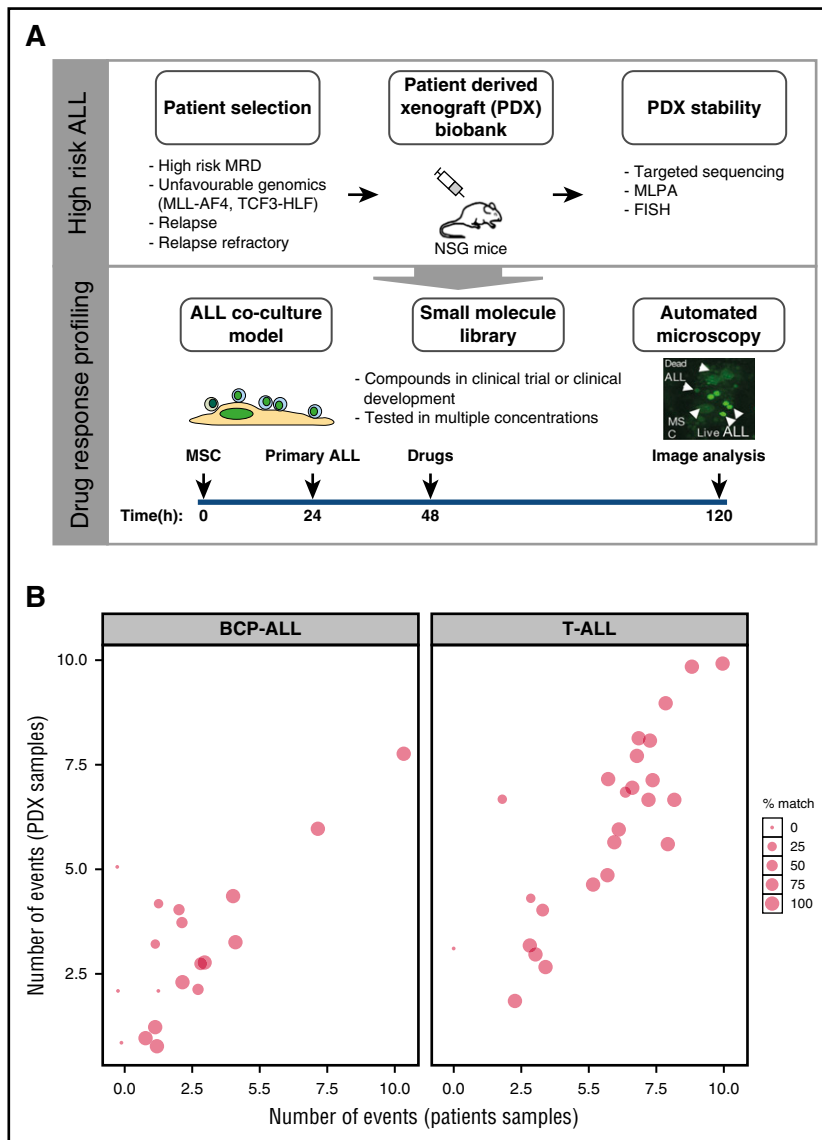 A
High risk ALL
Patient selection
- High risk MRD
- Unfavourable genomics
(MLL-AF4, TCF3-HLF)
- Relapse
- Relapse refractory
Patient derived
xenograft (PDX)
biobank
NSG mice
PDX stability
- Targeted sequencing
- MLPA
- FISH
Drug response profiling
ALL co-culture
model
Small molecule
library
- Compounds in clinical trial or clinical
development
- Tested in multiple concentrations
Automated
microscopy
Dead
ALL
MS
C
Live ALL
MSC
Primary ALL
Drugs
Image analysis
Time(h): 0 24 48 120
B
BCP-ALL
T-ALL
Number of events (PDX samples)
10.0
7.5
5.0
2.5
0.0 2.5 5.0 7.5 10.0
0.0 2.5 5.0 7.5 10.0
Number of events (patients samples)
% match
0
25
50
75
100